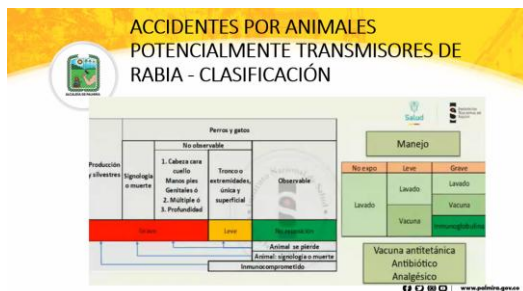 ACCIDENTES POR ANIMALES
POTENCIALMENTE TRANSMISORES DE
RABIA - CLASIFICACIÓN
ALCALDÍA DE PALMIRA
Salud
Perros y gatos
No observable
Producción
y silvestres
Signología
o muerte
1. Cabeza cara
cuello
Manos pies
Genitales ó
2. Múltiple ó
3. Profundidad
Tronco o
extremidades,
única y
superficial
Observable
Grave
Leve
No exposición
Animal se pierde
Animal: signología o muerte
Inmunocomprometido
Manejo
No expo
Leve
Grave
Lavado
Lavado
Vacuna
Lavado
Vacuna
Inmunoglobulina
Vacuna antitetánica
Antibiótico
Analgésico
www.palmira.gov.co